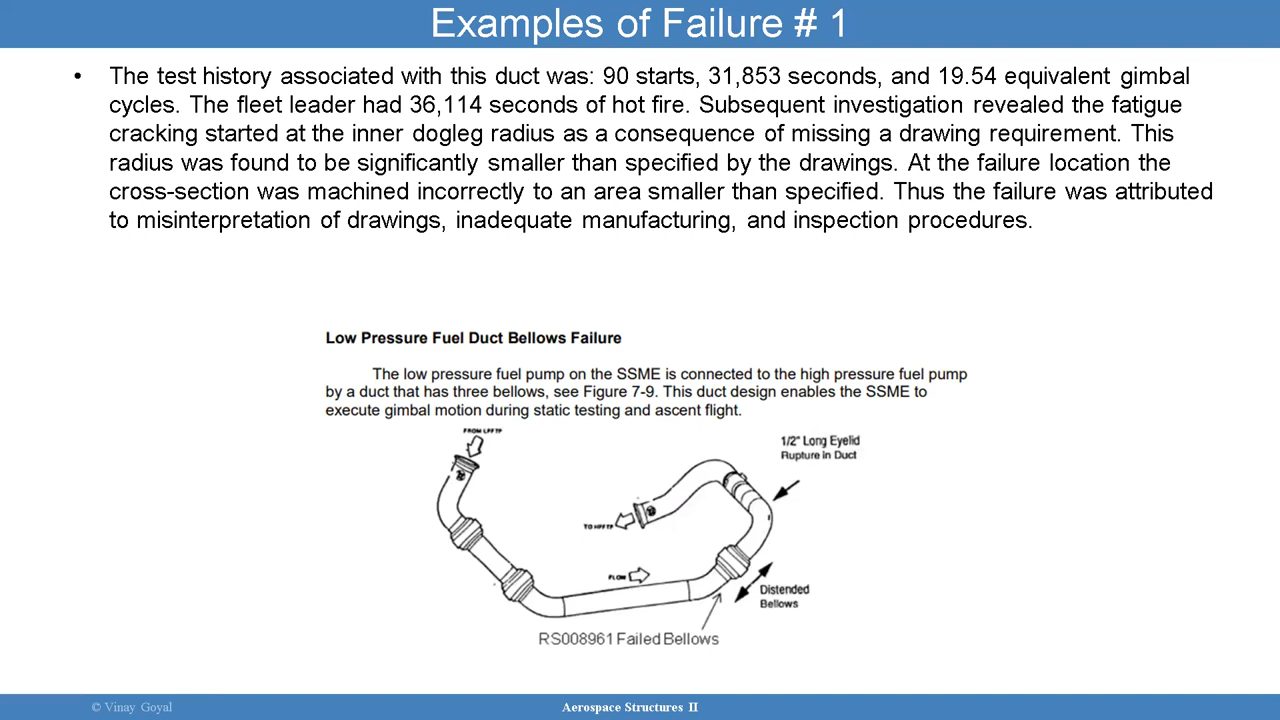 Examples of Failure # 1
• The test history associated with this duct was: 90 starts, 31,853 seconds, and 19.54 equivalent gimbal
cycles. The fleet leader had 36,114 seconds of hot fire. Subsequent investigation revealed the fatigue
cracking started at the inner dogleg radius as a consequence of missing a drawing requirement. This
radius was found to be significantly smaller than specified by the drawings. At the failure location the
cross-section was machined incorrectly to an area smaller than specified. Thus the failure was attributed
to misinterpretation of drawings, inadequate manufacturing, and inspection procedures.
Low Pressure Fuel Duct Bellows Failure
The low pressure fuel pump on the SSME is connected to the high pressure fuel pump
by a duct that has three bellows, see Figure 7-9. This duct design enables the SSME to
execute gimbal motion during static testing and ascent flight.
FROM LPFTP
1/2" Long Eyelid
Rupture in Duct
TO HPFTP
FLOW
Distended
Bellows
RS008961 Failed Bellows
© Vinay Goyal
Aerospace Structures II